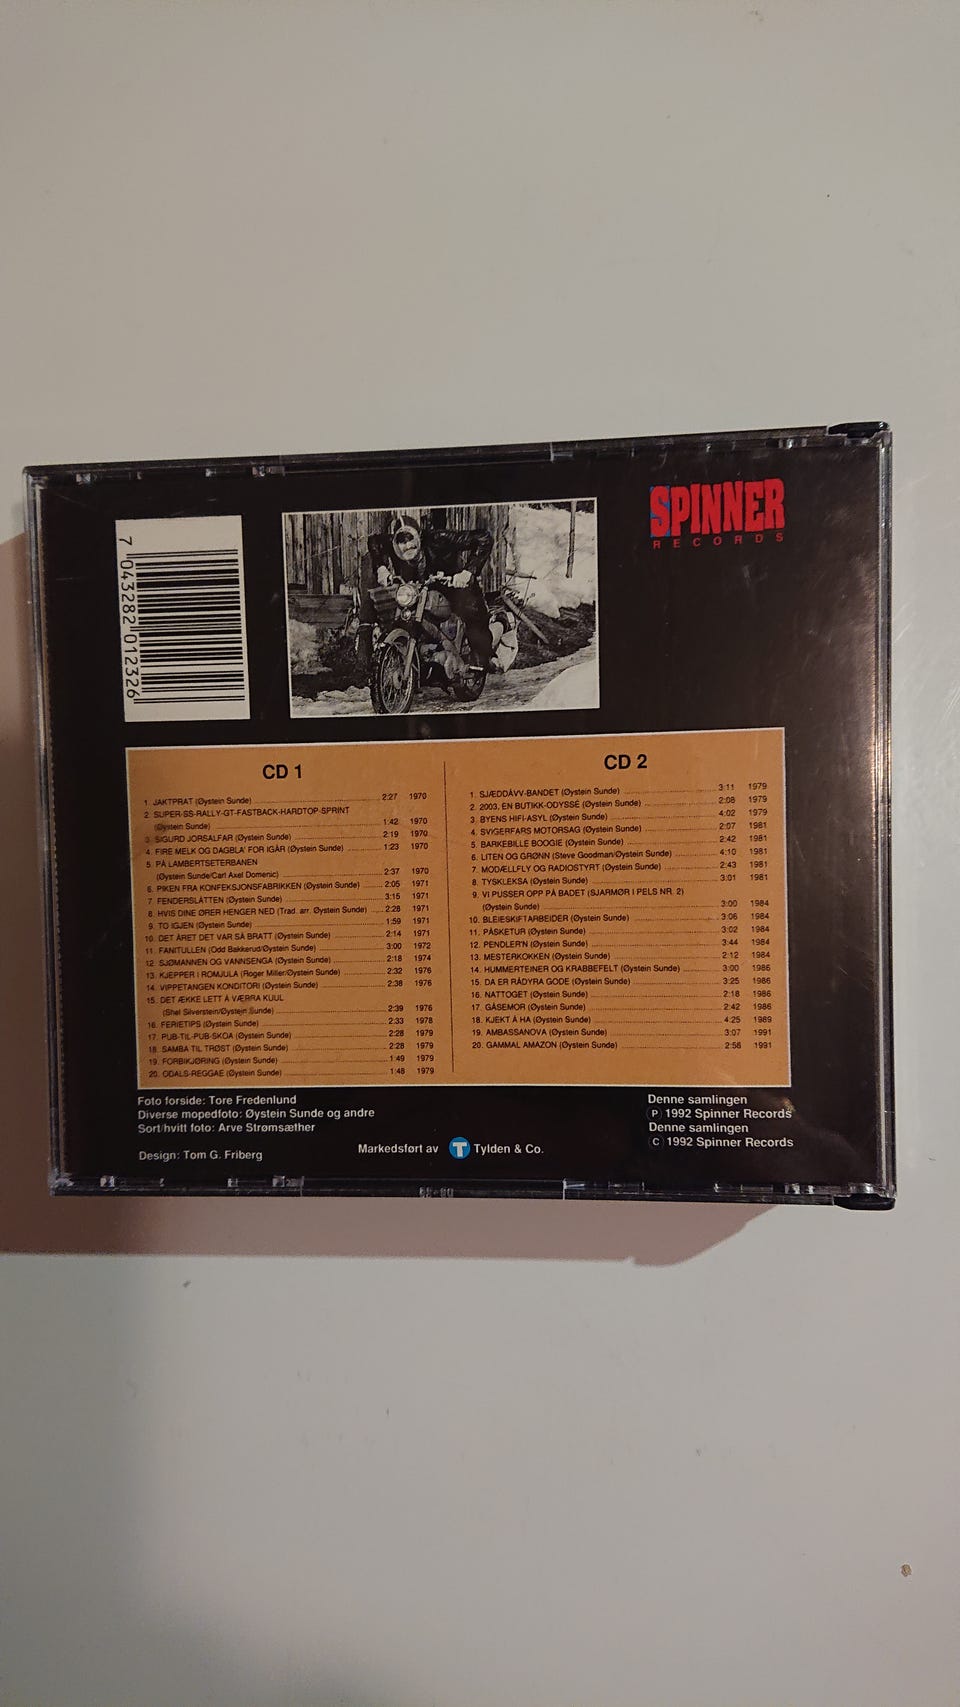 SPINNER
RECORDS
7 043282 012326
CD 1
1. JAKTPRAT (Øystein Sunde) 2:27 1970
2. SUPER-SS-RALLY-GT-FASTBACK-HARDTOP-SPRINT
(Øystein Sunde) 1:42 1970
3. SIGURD JORSALFAR (Øystein Sunde) 2:19 1970
4. FIRE MELK OG DAGBLA' FOR IGÅR (Øystein Sunde) 1:23 1970
5. PÅ LAMBERTSETERBANEN
(Øystein Sunde/Carl Axel Domenic) 2:37 1970
6. PIKEN FRA KONFEKSJONSFABRIKKEN (Øystein Sunde) 2:05 1971
7. FENDERSLÅTTEN (Øystein Sunde) 3:15 1971
8. HVIS DINE ØRER HENGER NED (Trad. arr. Øystein Sunde) 2:28 1971
9. TO IGJEN (Øystein Sunde) 1:59 1971
10. DET ÅRET DET VAR SÅ BRATT (Øystein Sunde) 2:14 1971
11. FANITULLEN (Odd Bakkerud/Øystein Sunde) 3:00 1972
12. SJØMANNEN OG VANNSENGA (Øystein Sunde) 2:18 1974
13. KJEPPER I ROMJULA (Roger Miller/Øystein Sunde) 2:32 1976
14. VIPPETANGEN KONDITORI (Øystein Sunde) 2:38 1976
15. DET ÆKKE LETT Å VÆRRA KUUL
(Shel Silverstein/Øystein Sunde) 2:39 1976
16. FERIETIPS (Øystein Sunde) 2:33 1978
17. PUB-TIL-PUB-SKOA (Øystein Sunde) 2:28 1979
18. SAMBA TIL TRØST (Øystein Sunde) 2:28 1979
19. FORBIKJØRING (Øystein Sunde) 1:49 1979
20. ODALS-REGGAE (Øystein Sunde) 1:48 1979
CD 2
1. SJÆDDÅVV-BANDET (Øystein Sunde) 3:11 1979
2. 2003, EN BUTIKK-ODYSSÉ (Øystein Sunde) 2:08 1979
3. BYENS HIFI-ASYL (Øystein Sunde) 4:02 1979
4. SVIGERFARS MOTORSAG (Øystein Sunde) 2:07 1981
5. BARKEBILLE BOOGIE (Øystein Sunde) 2:42 1981
6. LITEN OG GRØNN (Steve Goodman/Øystein Sunde) 4:10 1981
7. MODÆLLFLY OG RADIOSTYRT (Øystein Sunde) 2:43 1981
8. TYSKLEKSA (Øystein Sunde) 3:01 1981
9. VI PUSSER OPP PÅ BADET (SJARMØR I PELS NR. 2)
(Øystein Sunde) 3:00 1984
10. BLEIESKIFTARBEIDER (Øystein Sunde) 3:06 1984
11. PÅSKETUR (Øystein Sunde) 3:02 1984
12. PENDLER'N (Øystein Sunde) 3:44 1984
13. MESTERKOKKEN (Øystein Sunde) 2:12 1984
14. HUMMERTEINER OG KRABBEFELT (Øystein Sunde) 3:00 1986
15. DA ER RÅDYRA GODE (Øystein Sunde) 3:25 1986
16. NATTOGET (Øystein Sunde) 2:18 1986
17. GÅSEMOR (Øystein Sunde) 2:42 1986
18. KJEKT Å HA (Øystein Sunde) 4:25 1989
19. AMBASSANOVA (Øystein Sunde) 3:07 1991
20. GAMMAL AMAZON (Øystein Sunde) 2:56 1991
Foto forside: Tore Fredenlund
Diverse mopedfoto: Øystein Sunde og andre
Sort/hvitt foto: Arve Strømsæther
Design: Tom G. Friberg
Markedsført av T Tylden & Co.
Denne samlingen
Ⓟ 1992 Spinner Records
Denne samlingen
© 1992 Spinner Records